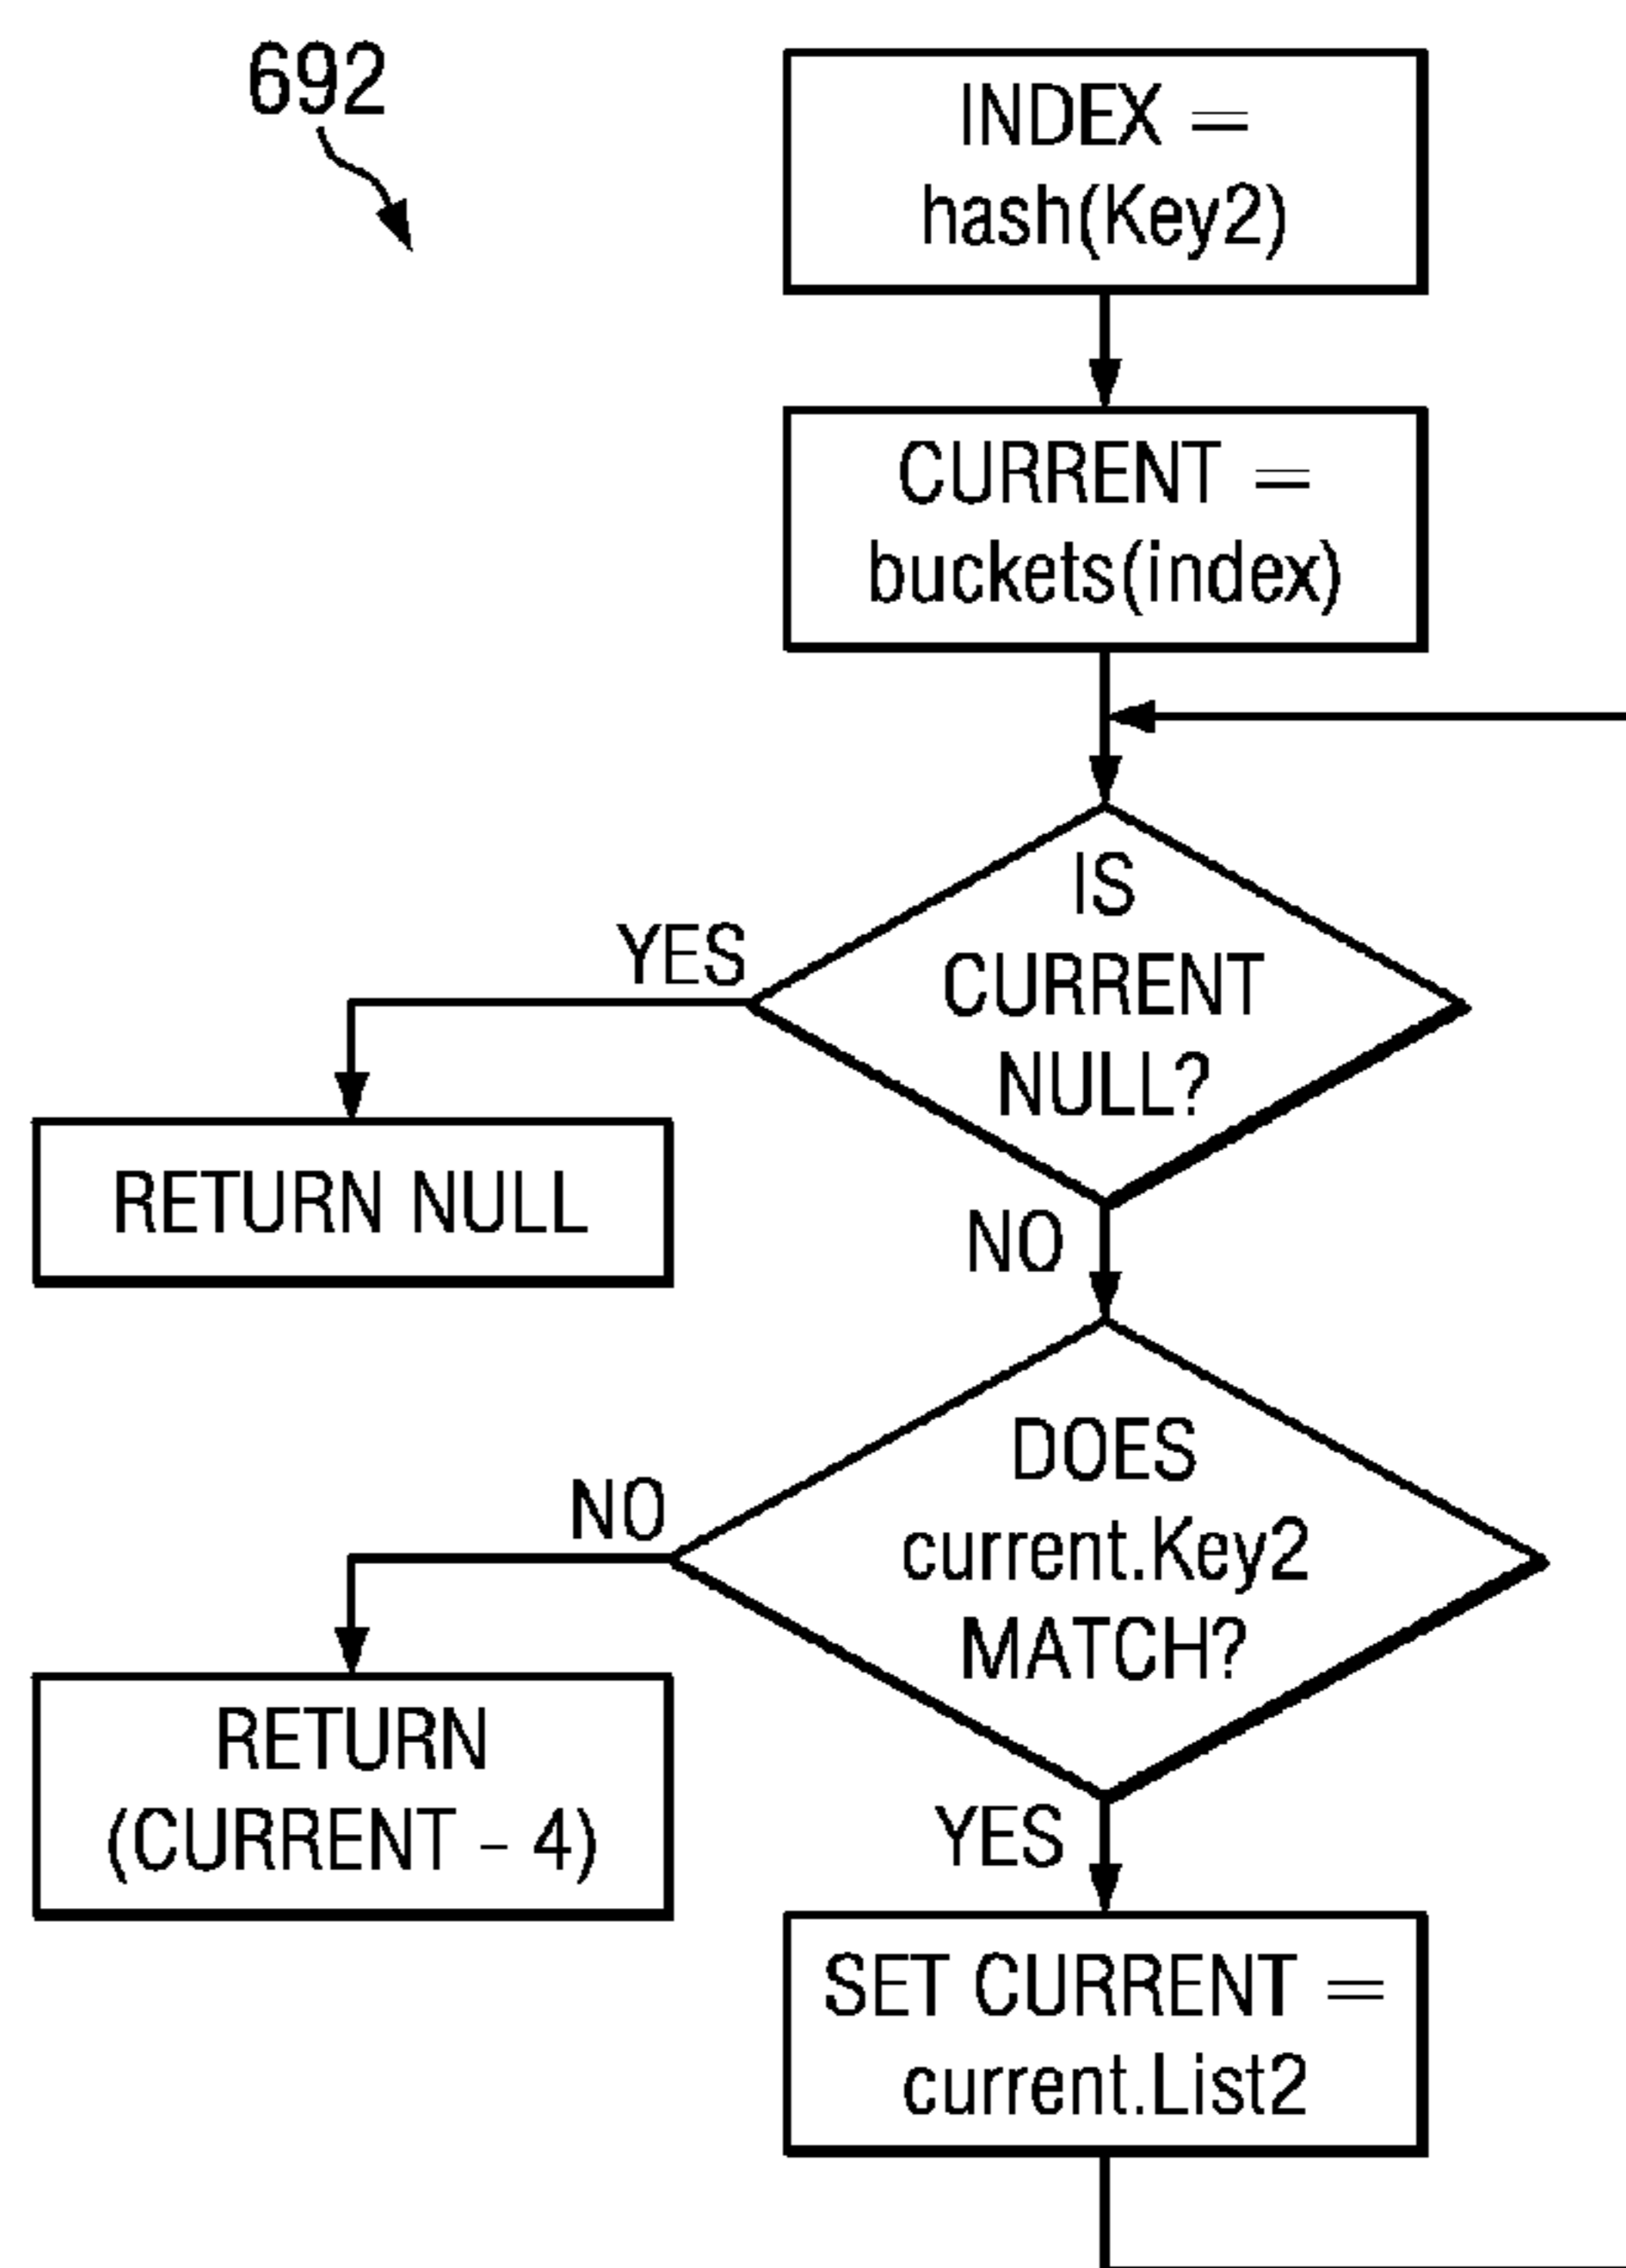 692
INDEX =
hash(Key2)
CURRENT =
buckets(index)
IS
CURRENT
NULL?
YES
RETURN NULL
NO
DOES
current.Key2
MATCH?
NO
RETURN
(CURRENT - 4)
YES
SET CURRENT =
current.List2